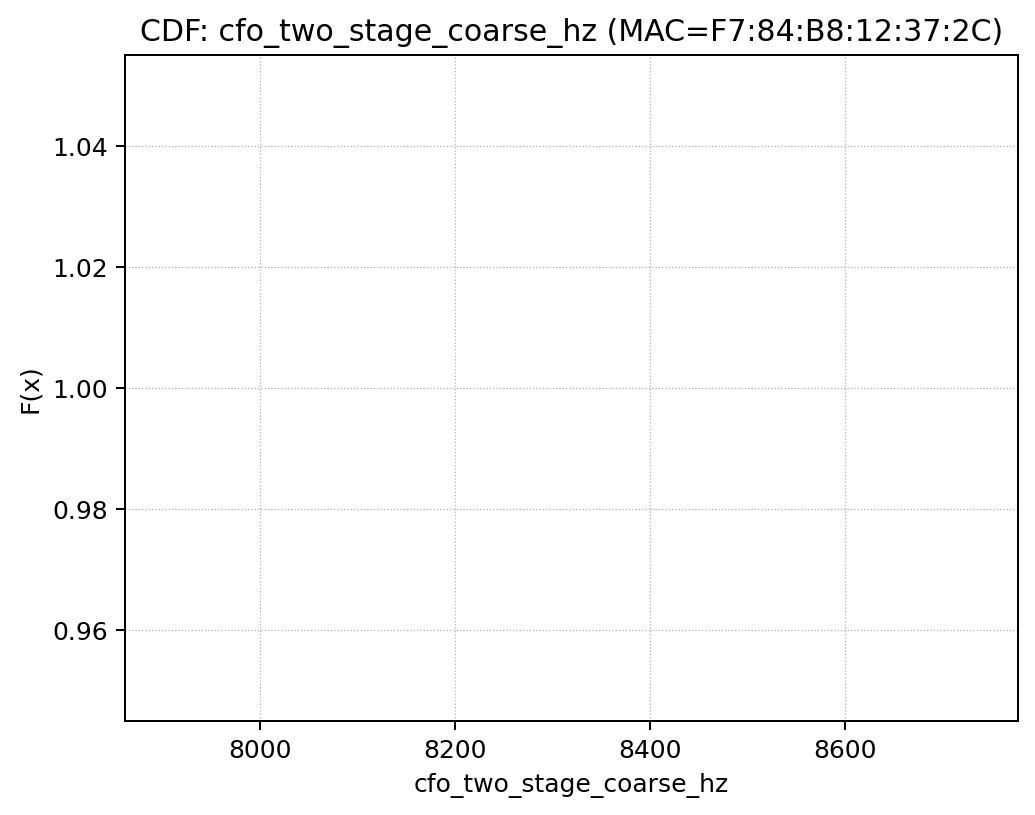 CDF: cfo_two_stage_coarse_hz (MAC=F7:84:B8:12:37:2C)
1.04
1.02
1.00
0.98
0.96
F(x)
8000 8200 8400 8600
cfo_two_stage_coarse_hz